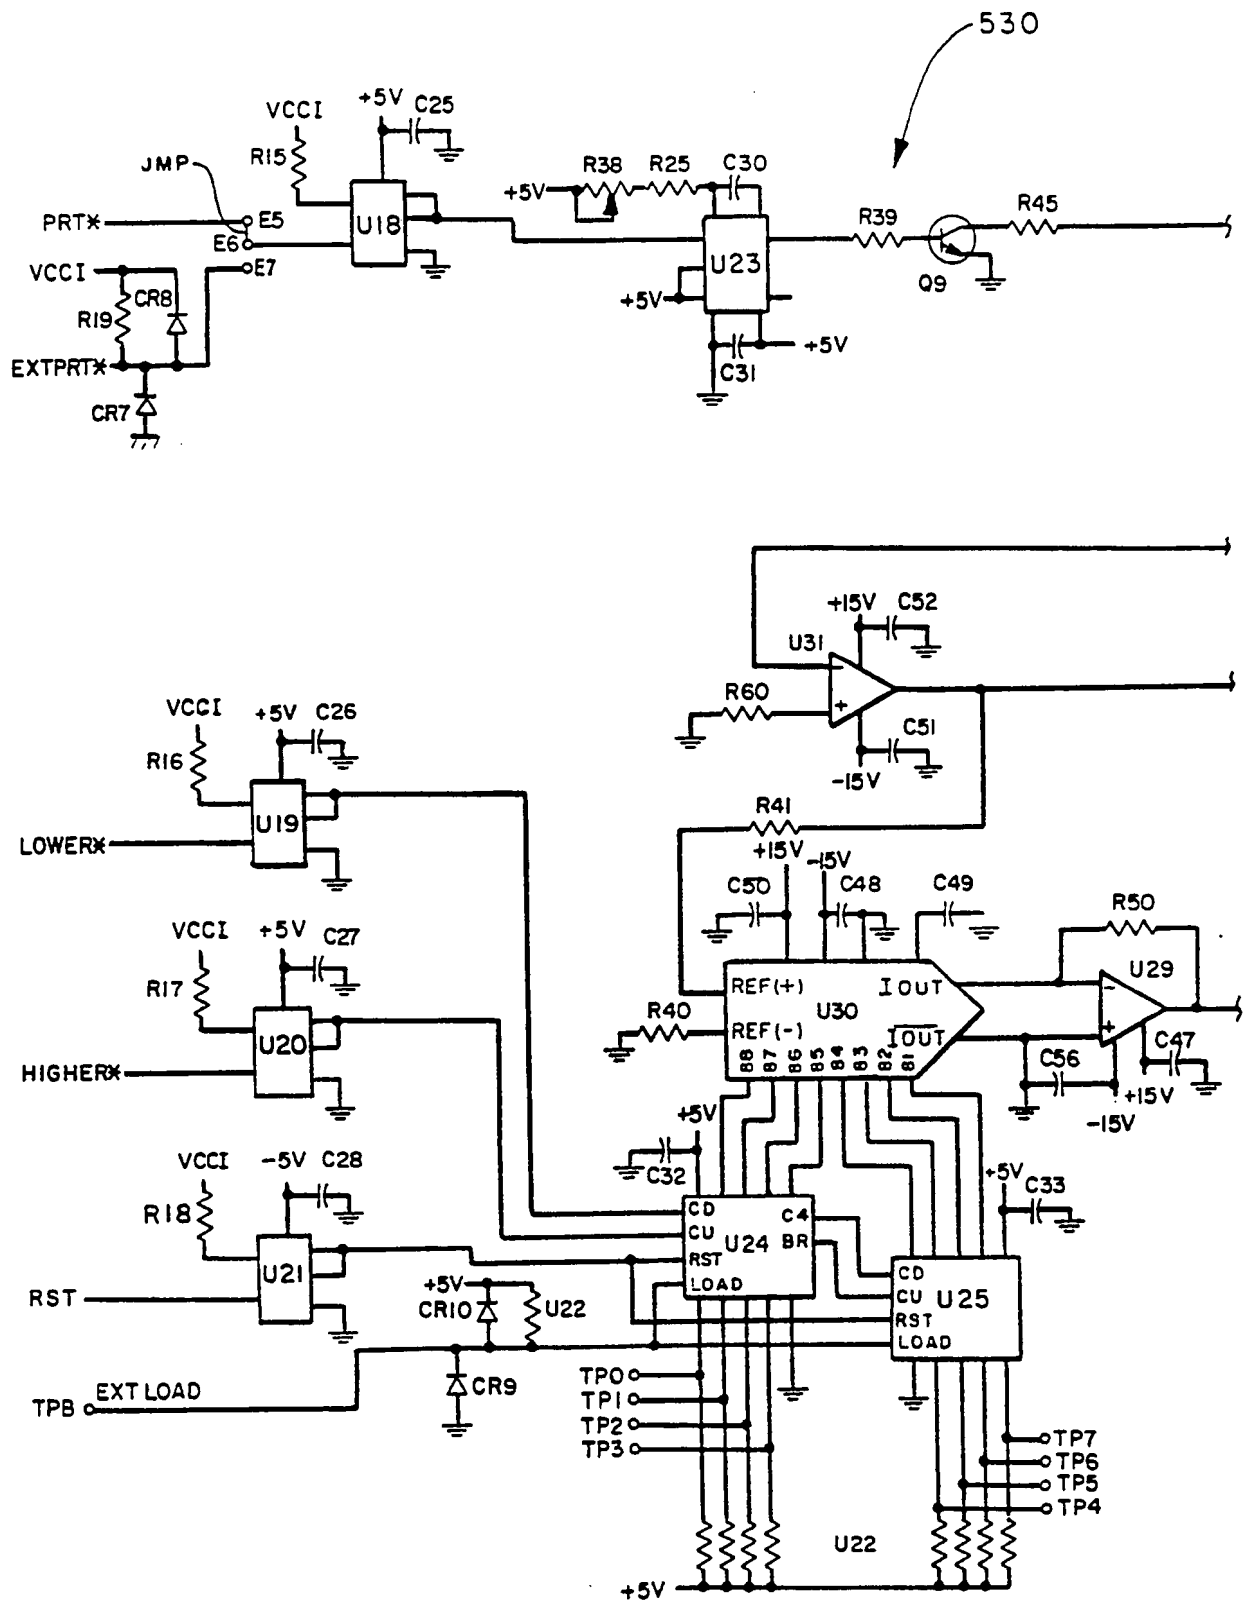 530
+5V C25
VCCI
R15
JMP
R38 R25 C30
+5V
PRT* E5
E6
U18
R39
R45
VCCI
E7
U23
Q9
R19 CR8
+5V
EXTPRT*
+5V
C31
CR7
+15V C52
U31
-
+
R60
C51
-15V
VCCI
+5V C26
R16
U19
LOWER*
R41
+15V
-15V
C50 C48 C49
R50
VCCI
+5V C27
R17
U20
HIGHER*
REF(+) IOUT
U30
R40
REF(-) IOUT
B8 B7 B6 B5 B4 B3 B2 B1
U29
-
+
C56 C47
+15V
-15V
+5V
C32
VCCI
-5V C28
R18
U21
RST
+5V
C33
CD C4
CU
U24 BR
RST
LOAD
CD
CU U25
RST
LOAD
+5V
CR10 U22
CR9
EXT LOAD
TPB
TP0
TP1
TP2
TP3
TP7
TP6
TP5
TP4
U22
+5V